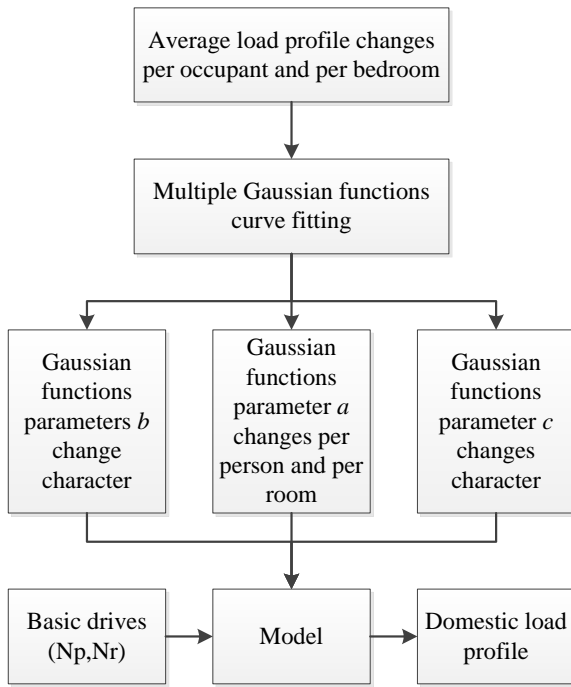 Average load profile changes
per occupant and per bedroom
Multiple Gaussian functions
curve fitting
Gaussian
functions
parameters b
change
character
Gaussian
functions
parameter a
changes per
person and per
room
Gaussian
functions
parameter c
changes
character
Basic drives
(Np,Nr)
Model
Domestic load
profile